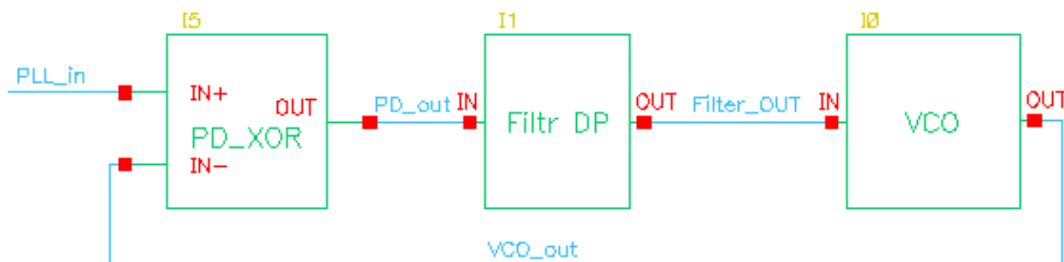 I5
I1
I0
PLL_in
IN+
OUT
PD_out
IN
OUT
Filter_OUT
IN
OUT
PD_XOR
Filtr DP
VCO
IN-
VCO_out